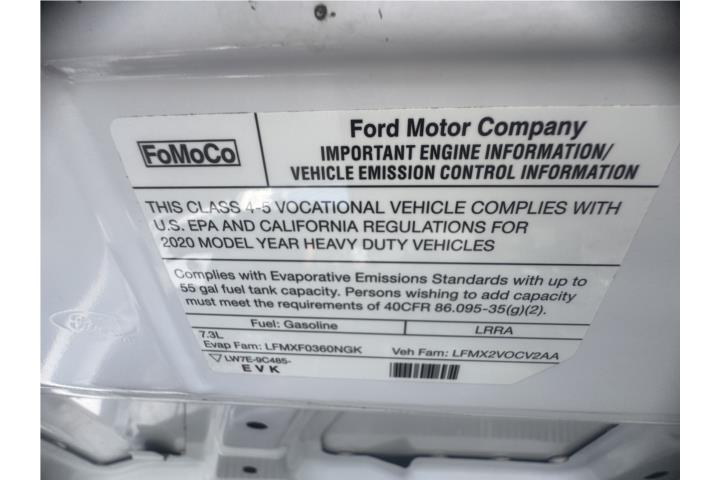 FoMoCo
Ford Motor Company
IMPORTANT ENGINE INFORMATION/
VEHICLE EMISSION CONTROL INFORMATION
THIS CLASS 4-5 VOCATIONAL VEHICLE COMPLIES WITH
U.S. EPA AND CALIFORNIA REGULATIONS FOR
2020 MODEL YEAR HEAVY DUTY VEHICLES
Complies with Evaporative Emissions Standards with up to
55 gal fuel tank capacity. Persons wishing to add capacity
must meet the requirements of 40CFR 86.095-35(g)(2).
Fuel: Gasoline LRRA
7.3L
Evap Fam: LFMXF0360NGK Veh Fam: LFMX2VOCV2AA
LW7E-9C485-
EVK
Ford